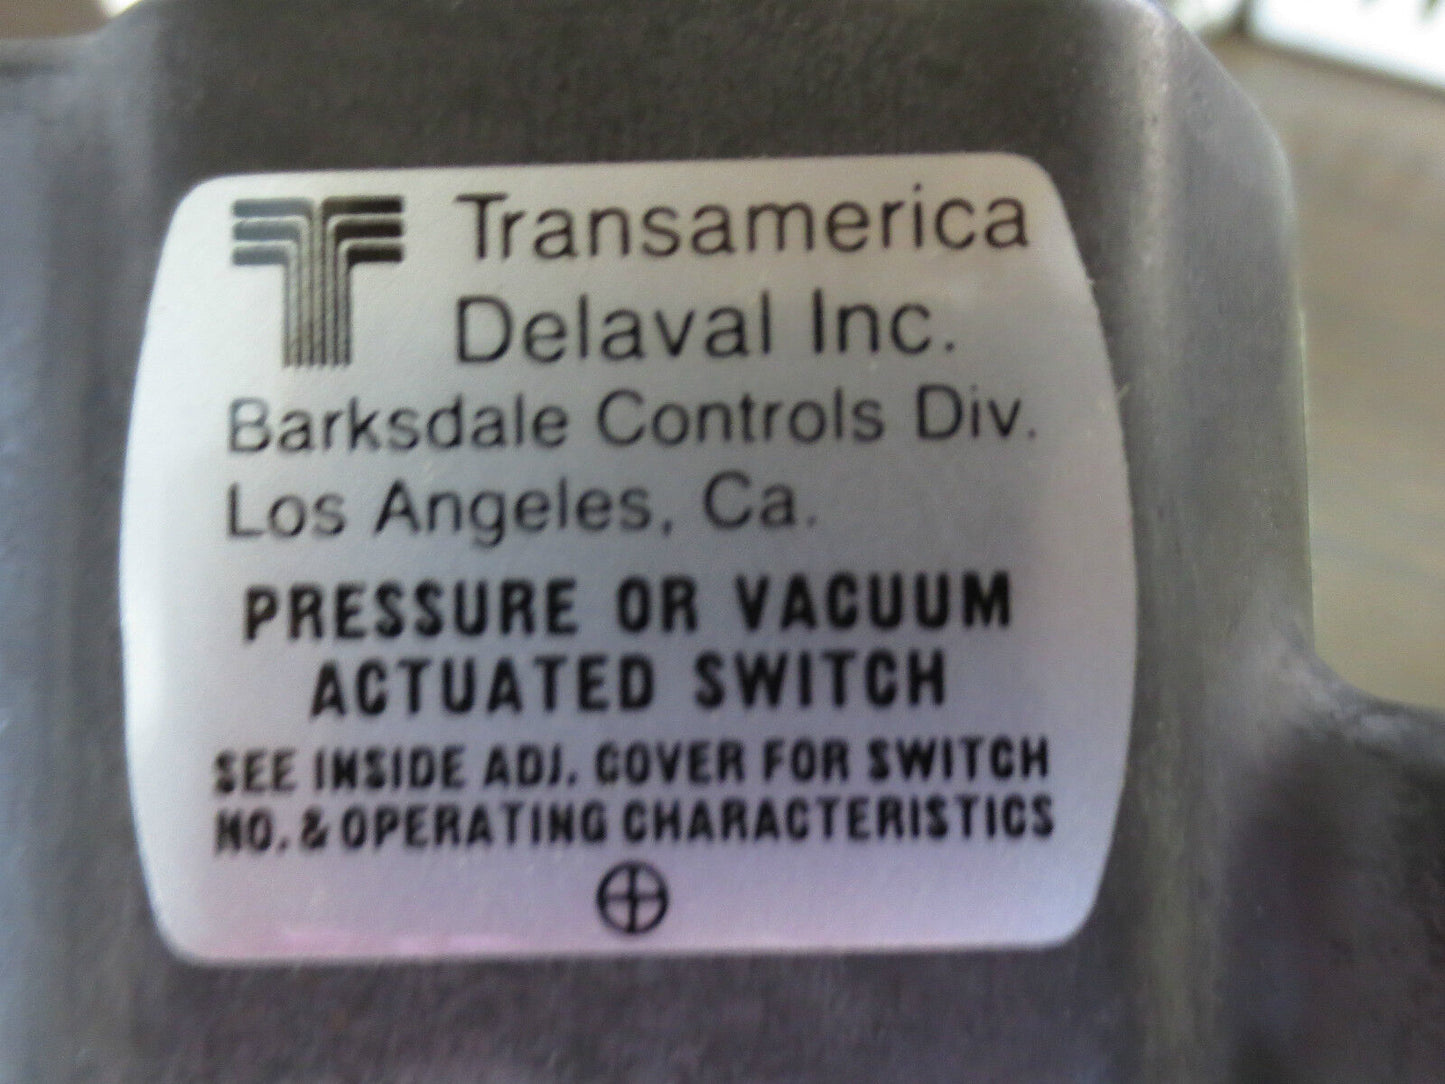 Transamerica
Delaval Inc.
Barksdale Controls Div.
Los Angeles, Ca.
PRESSURE OR VACUUM
ACTUATED SWITCH
SEE INSIDE ADJ. COVER FOR SWITCH
NO. & OPERATING CHARACTERISTICS